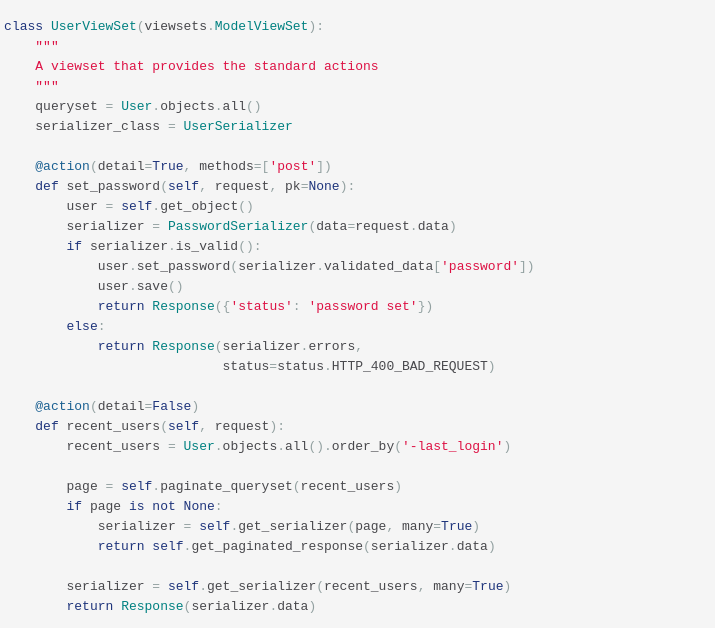 class UserViewSet(viewsets.ModelViewSet):
    """
    A viewset that provides the standard actions
    """
    queryset = User.objects.all()
    serializer_class = UserSerializer

    @action(detail=True, methods=['post'])
    def set_password(self, request, pk=None):
        user = self.get_object()
        serializer = PasswordSerializer(data=request.data)
        if serializer.is_valid():
            user.set_password(serializer.validated_data['password'])
            user.save()
            return Response({'status': 'password set'})
        else:
            return Response(serializer.errors,
                            status=status.HTTP_400_BAD_REQUEST)

    @action(detail=False)
    def recent_users(self, request):
        recent_users = User.objects.all().order_by('-last_login')

        page = self.paginate_queryset(recent_users)
        if page is not None:
            serializer = self.get_serializer(page, many=True)
            return self.get_paginated_response(serializer.data)

        serializer = self.get_serializer(recent_users, many=True)
        return Response(serializer.data)